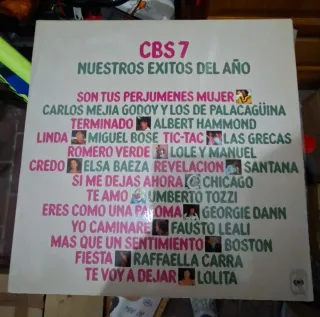 CBS 7
NUESTROS EXITOS DEL AÑO
SON TUS PERJUMENES MUJER
CARLOS MEJIA GODOY Y LOS DE PALACAGÜINA
TERMINADO ALBERT HAMMOND
LINDA MIGUEL BOSE TIC-TAC LAS GRECAS
ROMERO VERDE LOLE Y MANUEL
CREDO ELSA BAEZA REVELACION SANTANA
SI ME DEJAS AHORA CHICAGO
TE AMO UMBERTO TOZZI
ERES COMO UNA PALOMA GEORGIE DANN
YO CAMINARE FAUSTO LEALI
MAS QUE UN SENTIMIENTO BOSTON
FIESTA RAFFAELLA CARRA
TE VOY A DEJAR LOLITA